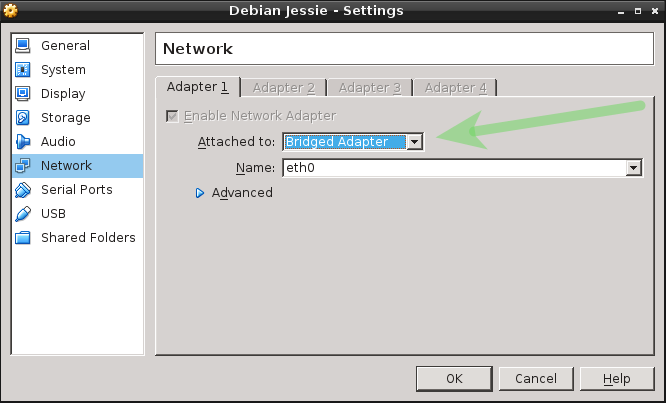 Debian Jessie - Settings
General
System
Display
Storage
Audio
Network
Serial Ports
USB
Shared Folders
Network
Adapter 1 Adapter 2 Adapter 3 Adapter 4
Enable Network Adapter
Attached to: Bridged Adapter
Name: eth0
Advanced
OK Cancel Help